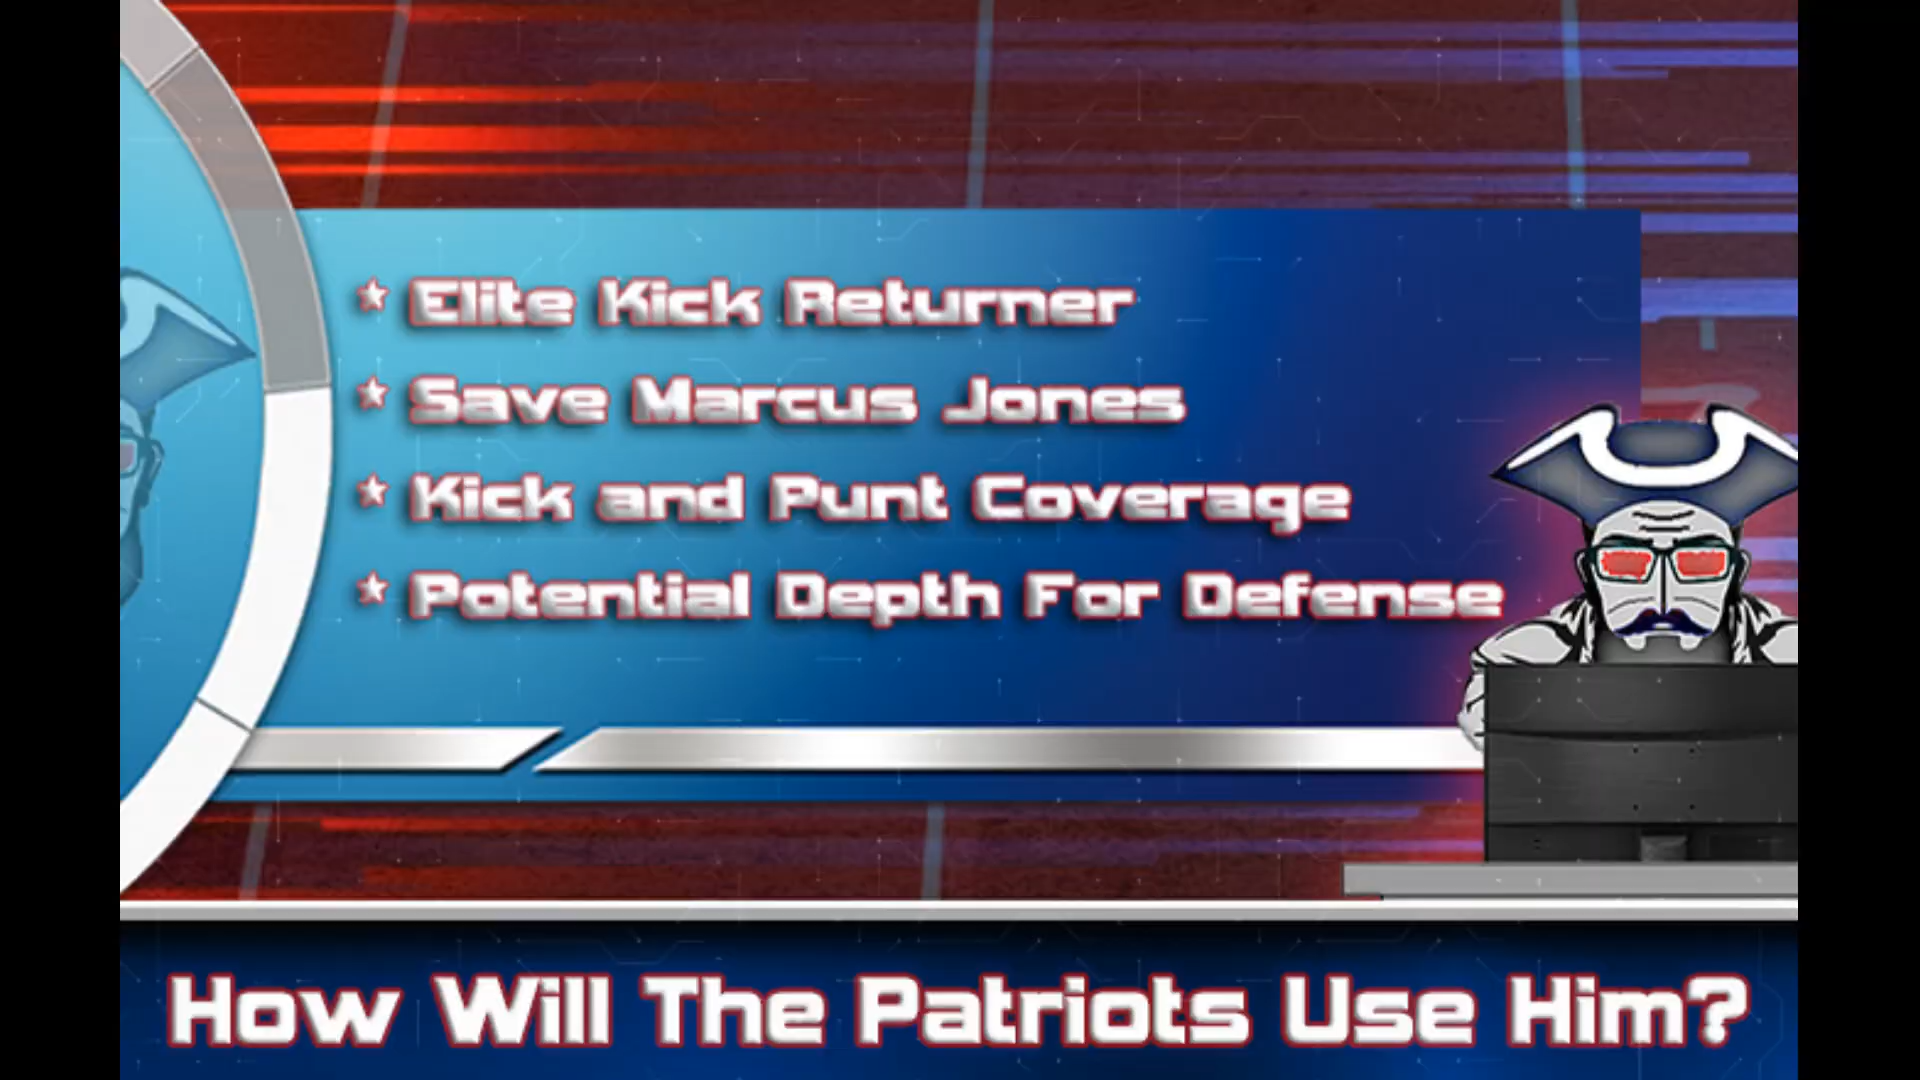 * Elite Kick Returner
* Save Marcus Jones
* Kick and Punt Coverage
* Potential Depth For Defense
How Will The Patriots Use Him?